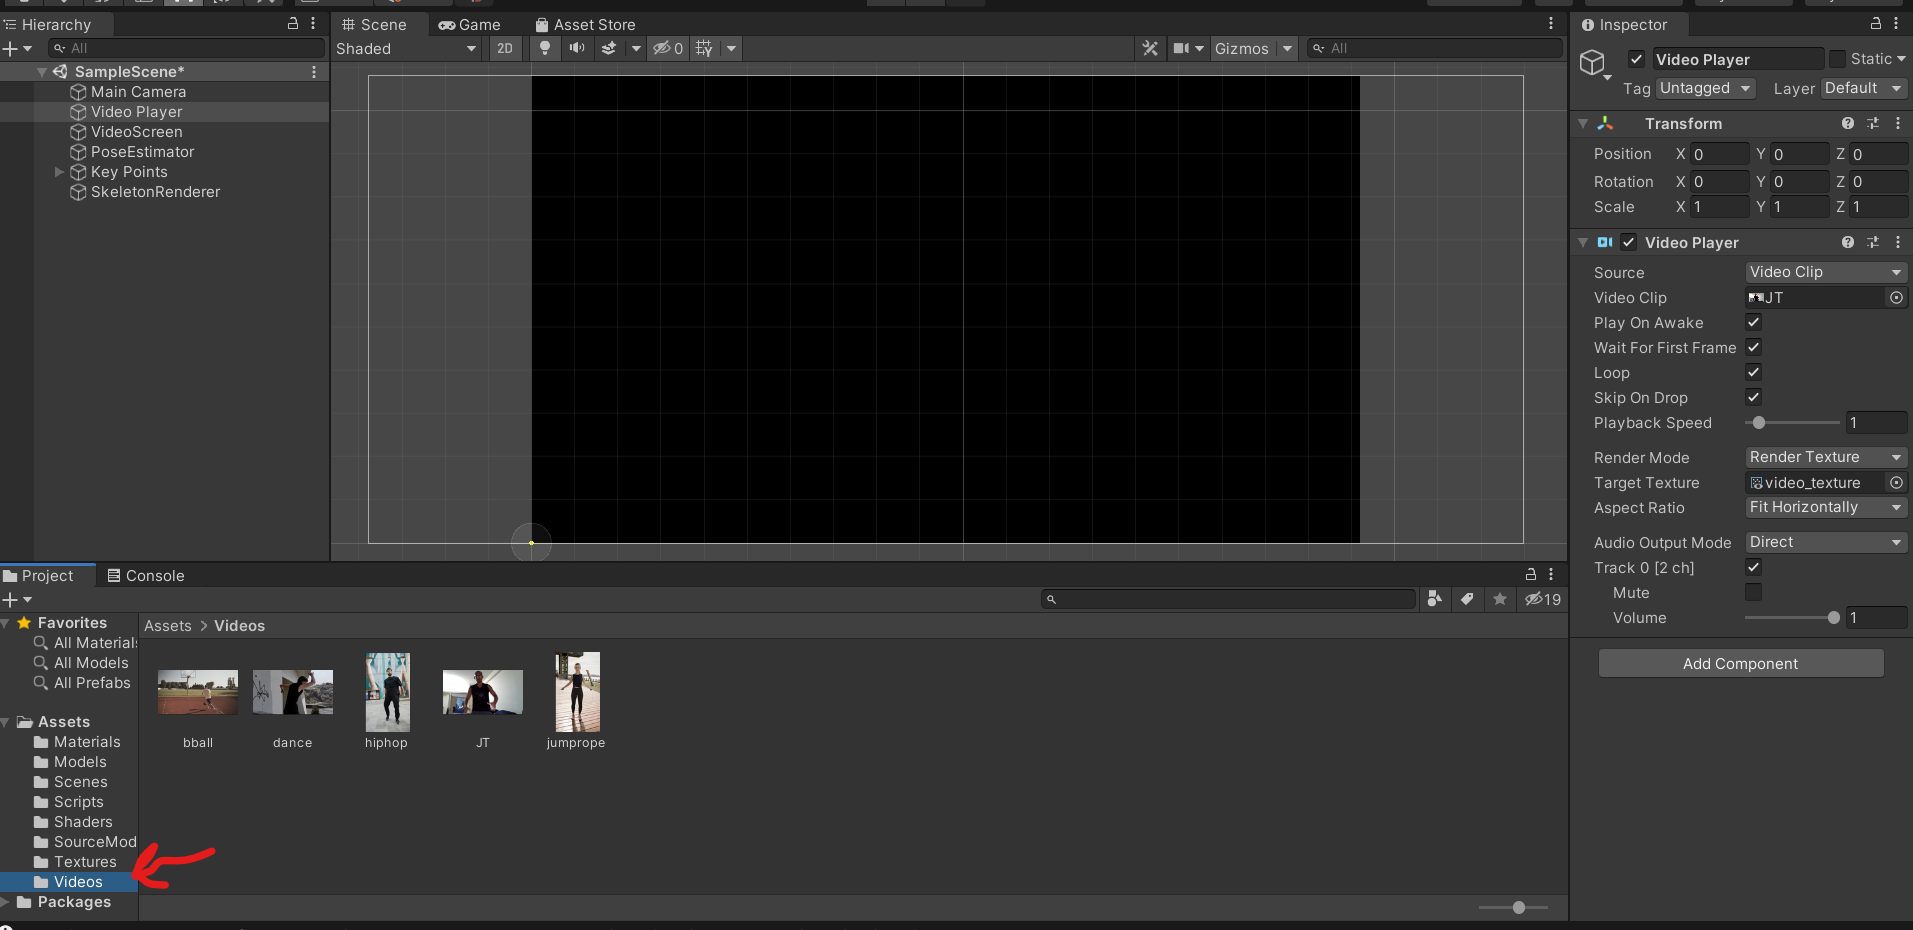 Hierarchy
All
SampleScene*
Main Camera
Video Player
VideoScreen
PoseEstimator
Key Points
SkeletonRenderer
Scene
Game
Asset Store
Shaded
2D
0
Gizmos
All
Inspector
Video Player
Static
Tag Untagged Layer Default
Transform
Position X 0 Y 0 Z 0
Rotation X 0 Y 0 Z 0
Scale X 1 Y 1 Z 1
Video Player
Source Video Clip
Video Clip JT
Play On Awake
Wait For First Frame
Loop
Skip On Drop
Playback Speed 1
Render Mode Render Texture
Target Texture video_texture
Aspect Ratio Fit Horizontally
Audio Output Mode Direct
Track 0 [2 ch]
Mute
Volume 1
Add Component
Project
Console
19
Favorites
All Materials
All Models
All Prefabs
Assets
Materials
Models
Scenes
Scripts
Shaders
SourceMod
Textures
Videos
Packages
Assets > Videos
bball
dance
hiphop
JT
jumprope